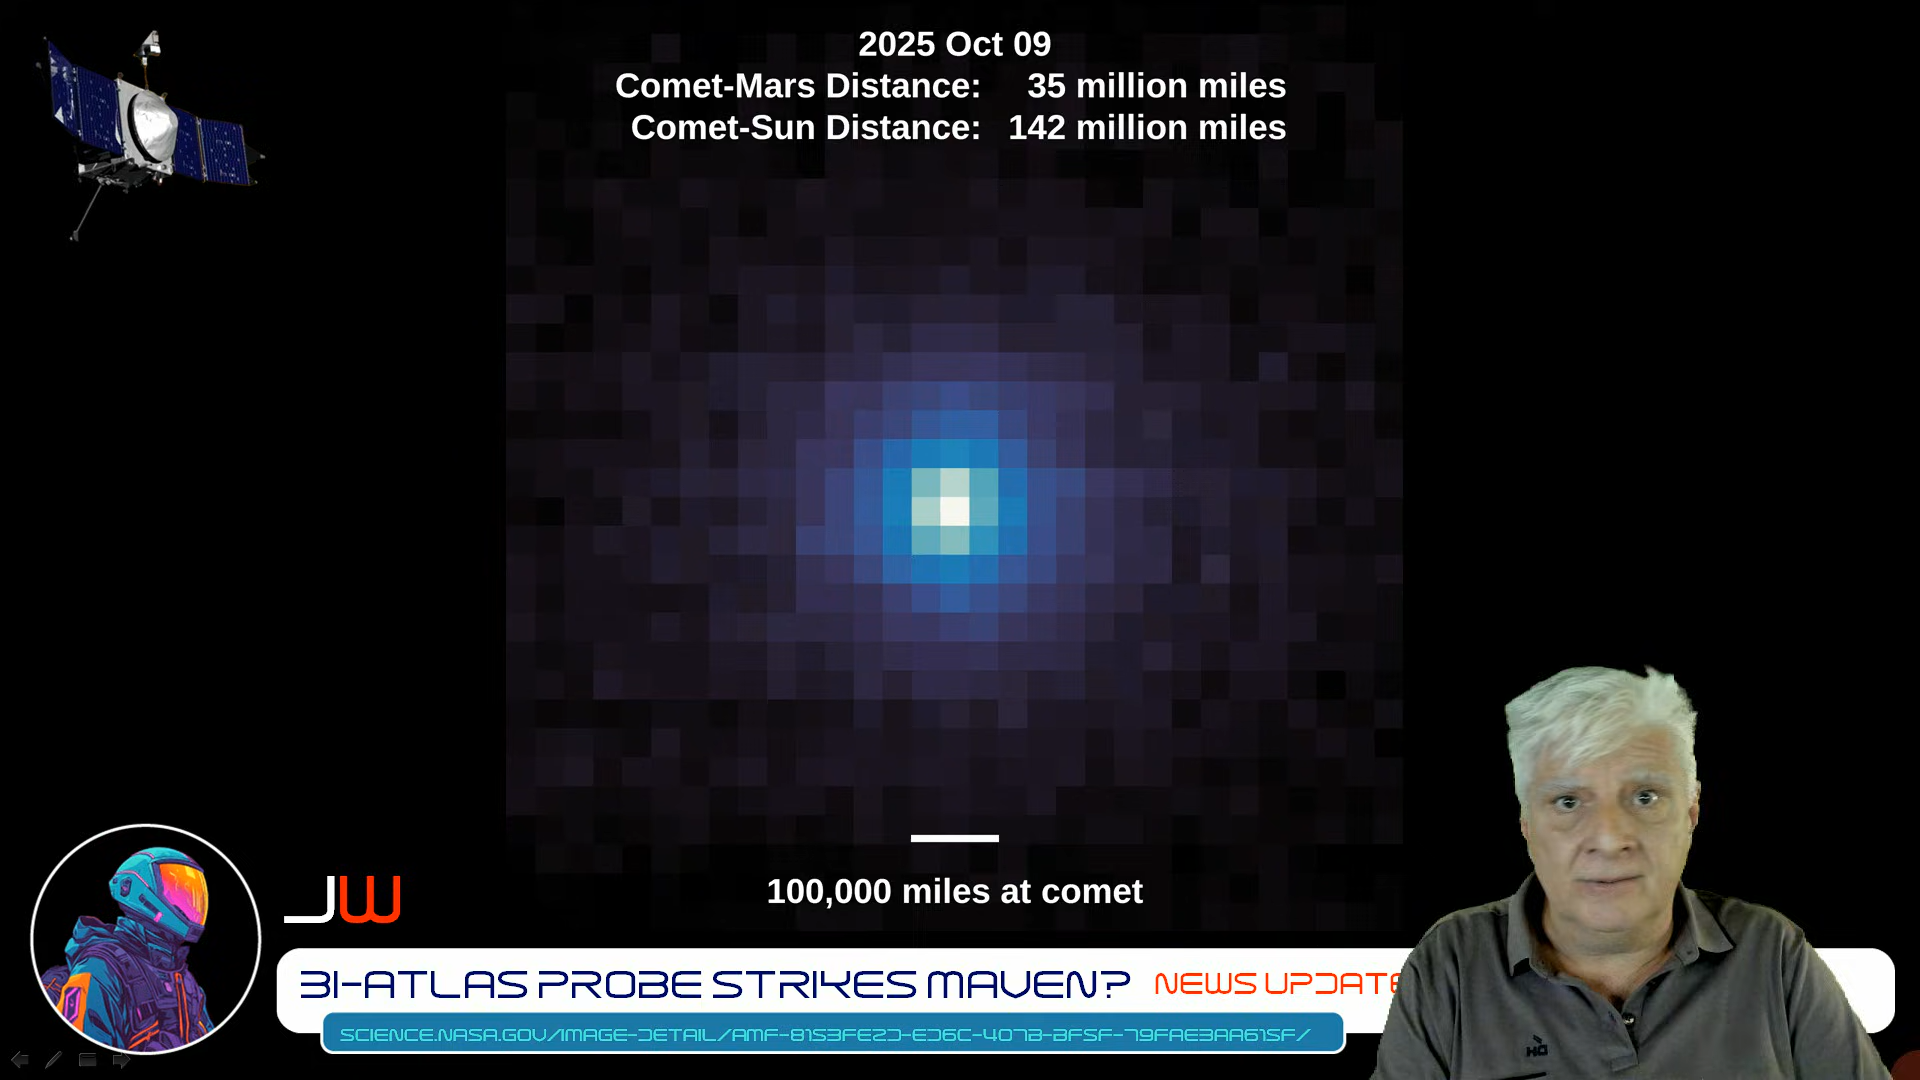 2025 Oct 09
Comet-Mars Distance: 35 million miles
Comet-Sun Distance: 142 million miles
100,000 miles at comet
JW
3I-ATLAS PROBE STRIKES MAVEN? NEWS UPDATE
SCIENCE.NASA.GOV/IMAGE-DETAIL/AMF-8153FE2D-ED6C-407B-BF5F-79FAE3AA615F/